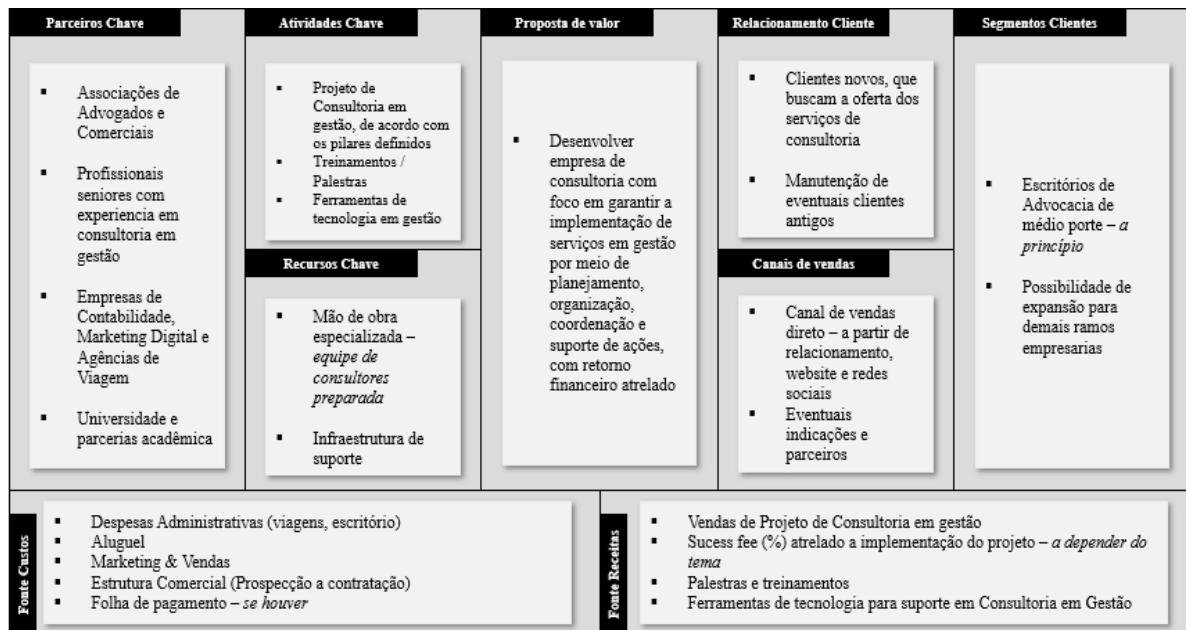 Parceiros Chave
▪ Associações de
Advogados e
Comerciais
▪ Profissionais
seniores com
experiencia em
consultoria em
gestão
▪ Empresas de
Contabilidade,
Marketing Digital e
Agências de
Viagem
▪ Universidade e
parcerias acadêmica
Atividades Chave
▪ Projeto de
Consultoria em
gestão, de acordo com
os pilares definidos
▪ Treinamentos /
Palestras
▪ Ferramentas de
tecnologia em gestão
Recursos Chave
▪ Mão de obra
especializada –
equipe de
consultores
preparada
▪ Infraestrutura de
suporte
Proposta de valor
▪ Desenvolver
empresa de
consultoria com
foco em garantir a
implementação de
serviços em gestão
por meio de
planejamento,
organização,
coordenação e
suporte de ações,
com retorno
financeiro atrelado
Relacionamento Cliente
▪ Clientes novos, que
buscam a oferta dos
serviços de
consultoria
▪ Manutenção de
eventuais clientes
antigos
Canais de vendas
▪ Canal de vendas
direto – a partir de
relacionamento,
website e redes
sociais
▪ Eventuais
indicações e
parceiros
Segmentos Clientes
▪ Escritórios de
Advocacia de
médio porte – a
princípio
▪ Possibilidade de
expansão para
demais ramos
empresarias
Fonte Custos
▪ Despesas Administrativas (viagens, escritório)
▪ Aluguel
▪ Marketing & Vendas
▪ Estrutura Comercial (Prospecção a contratação)
▪ Folha de pagamento – se houver
Fonte Receitas
▪ Vendas de Projeto de Consultoria em gestão
▪ Sucess fee (%) atrelado a implementação do projeto – a depender do
tema
▪ Palestras e treinamentos
▪ Ferramentas de tecnologia para suporte em Consultoria em Gestão